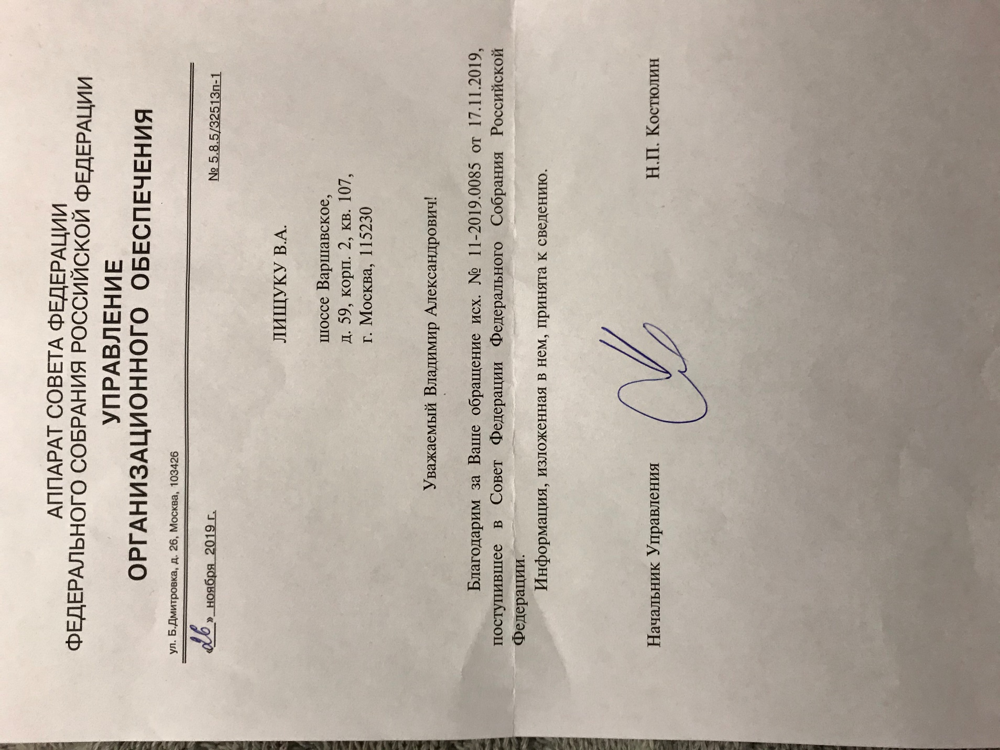 АППАРАТ СОВЕТА ФЕДЕРАЦИИ
ФЕДЕРАЛЬНОГО СОБРАНИЯ РОССИЙСКОЙ ФЕДЕРАЦИИ
УПРАВЛЕНИЕ
ОРГАНИЗАЦИОННОГО ОБЕСПЕЧЕНИЯ
ул. Б.Дмитровка, д. 26, Москва, 103426
«26» ноября 2019 г.
№ 5.8.5/32513п-1
ЛИЩУКУ В.А.
шоссе Варшавское,
д. 59, корп. 2, кв. 107,
г. Москва, 115230
Уважаемый Владимир Александрович!
Благодарим за Ваше обращение исх. № 11-2019.0085 от 17.11.2019,
поступившее в Совет Федерации Федерального Собрания Российской
Федерации.
Информация, изложенная в нем, принята к сведению.
Начальник Управления
Н.П. Костюлин